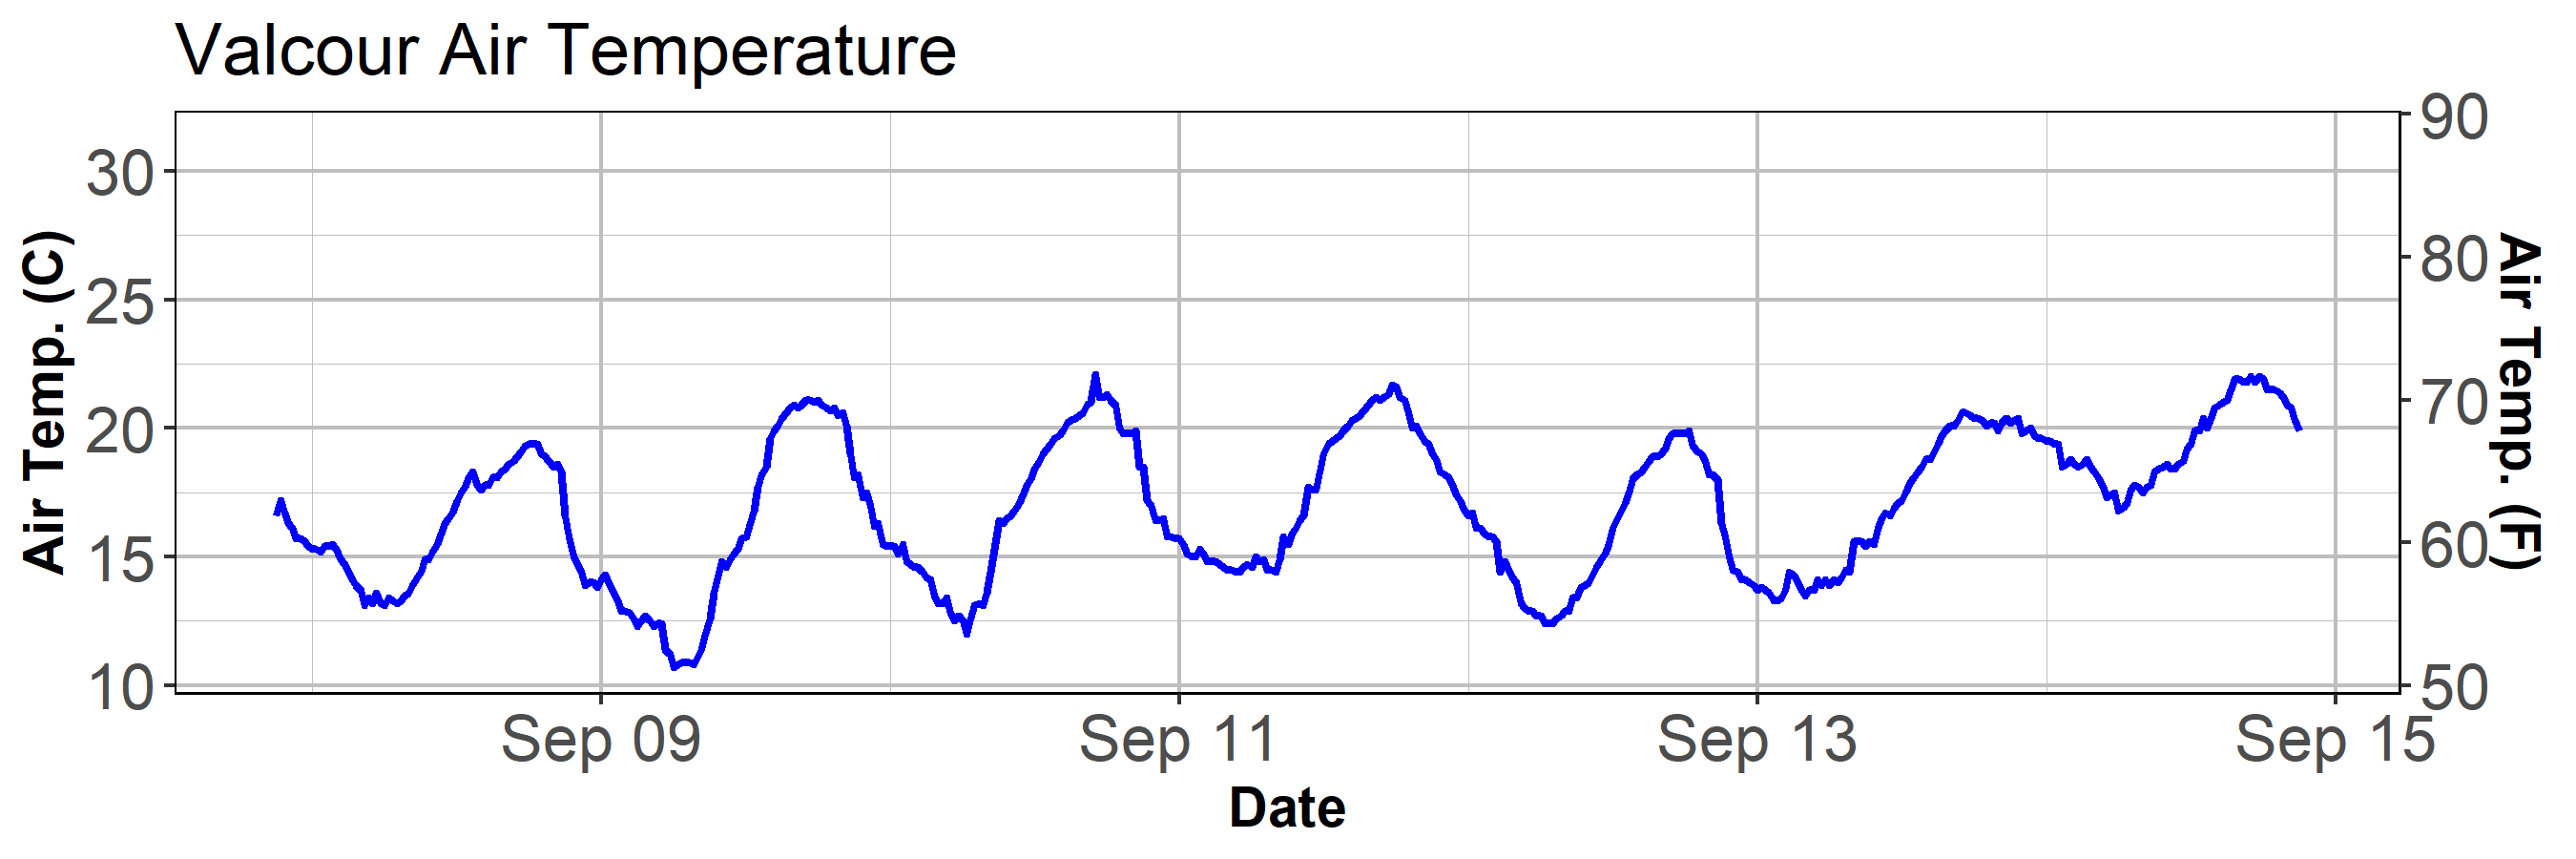 Valcour Air Temperature
Air Temp. (C)
30
25
20
15
10
90
80
70
60
50
Air Temp. (F)
Sep 09
Sep 11
Sep 13
Sep 15
Date